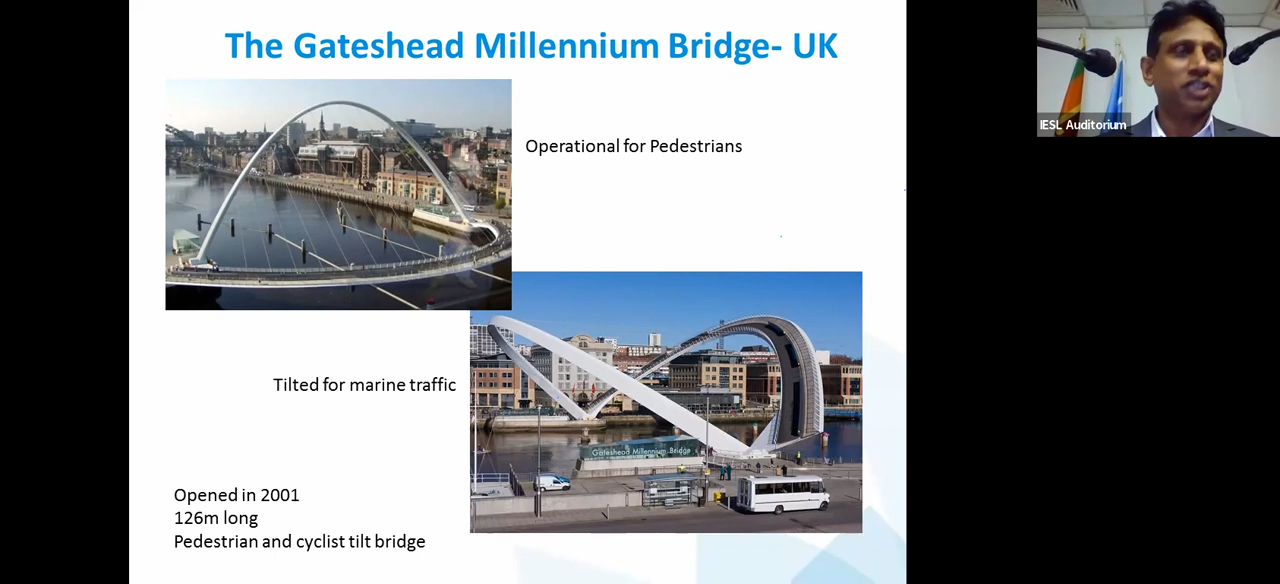 The Gateshead Millennium Bridge- UK
IESL Auditorium
Operational for Pedestrians
Tilted for marine traffic
Gateshead Millennium Bridge
Opened in 2001
126m long
Pedestrian and cyclist tilt bridge